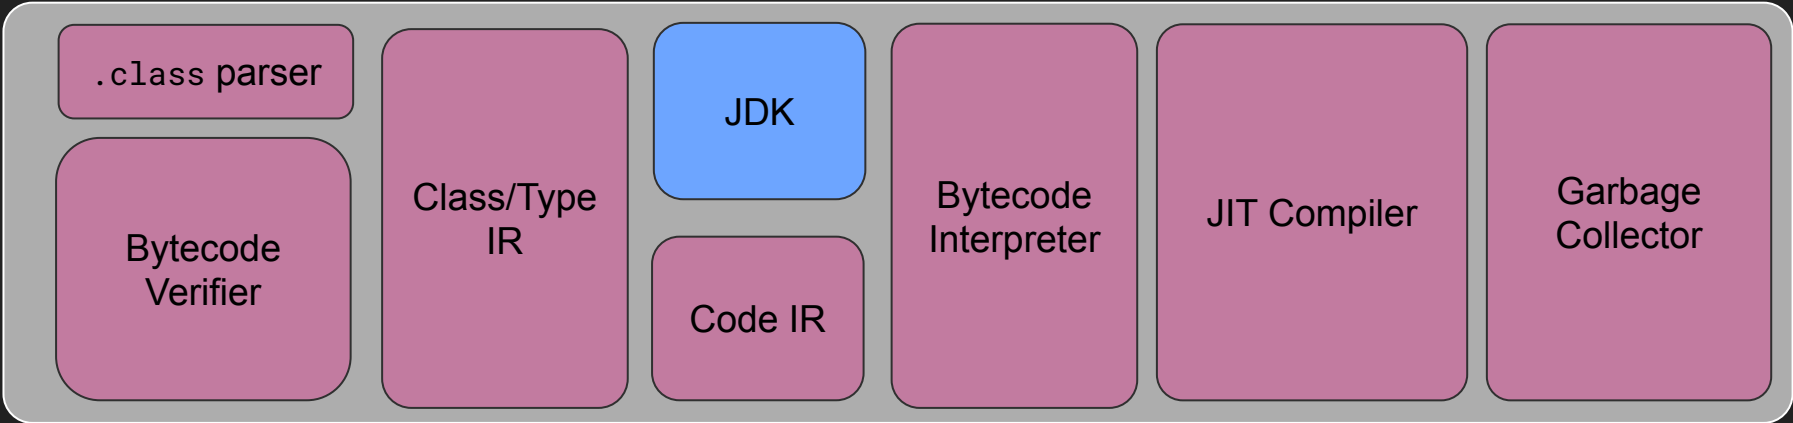 .class parser
Bytecode
Verifier
Class/Type
IR
JDK
Code IR
Bytecode
Interpreter
JIT Compiler
Garbage
Collector